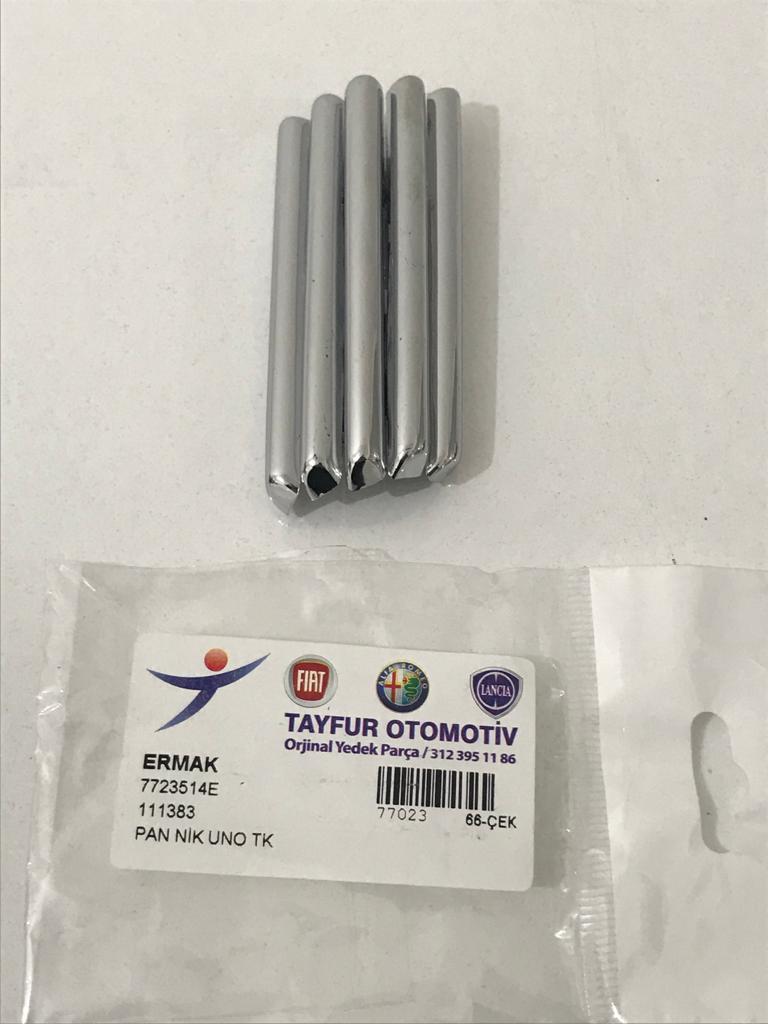 FIAT
ALFA ROMEO
LANCIA
TAYFUR OTOMOTİV
Orjinal Yedek Parça / 312 395 11 86
ERMAK
7723514E
111383
PAN NİK UNO TK
77023
66-ÇEK